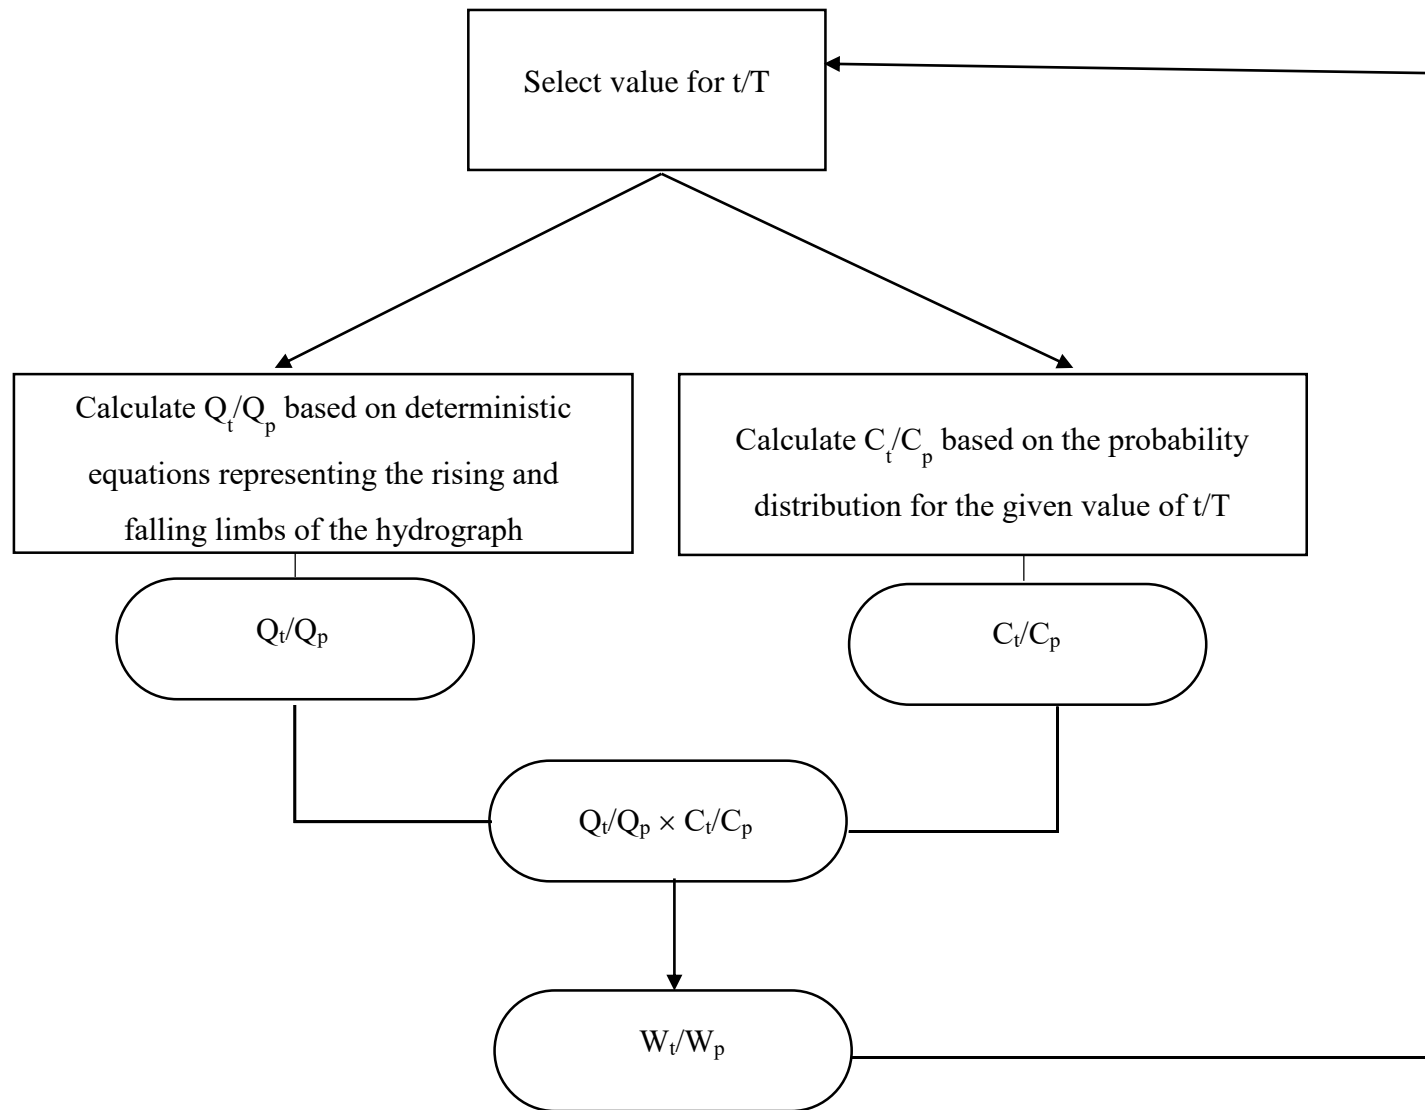 Select value for t/T
Calculate Qt/Qp based on deterministic
equations representing the rising and
falling limbs of the hydrograph
Calculate Ct/Cp based on the probability
distribution for the given value of t/T
Qt/Qp
Ct/Cp
Qt/Qp × Ct/Cp
Wt/Wp